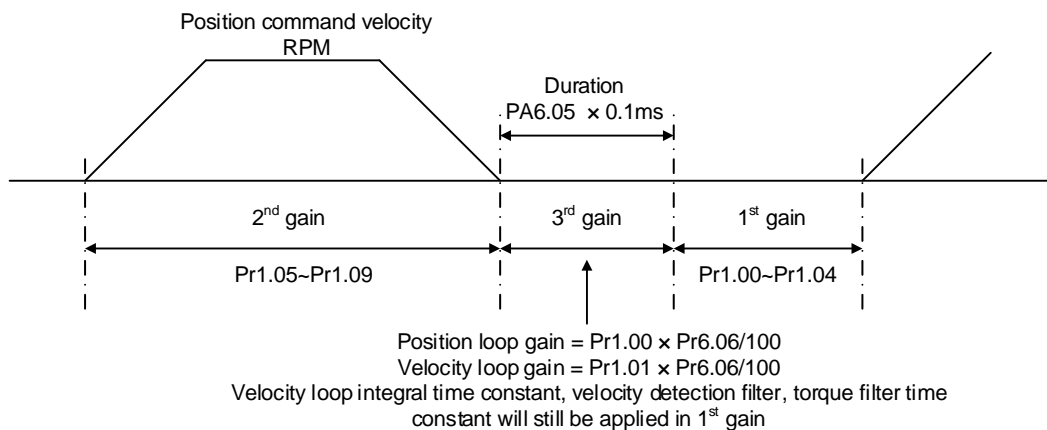 Position command velocity
RPM
Duration
PA6.05 × 0.1ms
2nd gain
3rd gain
1st gain
Pr1.05~Pr1.09
Pr1.00~Pr1.04
Position loop gain = Pr1.00 × Pr6.06/100
Velocity loop gain = Pr1.01 × Pr6.06/100
Velocity loop integral time constant, velocity detection filter, torque filter time
constant will still be applied in 1st gain